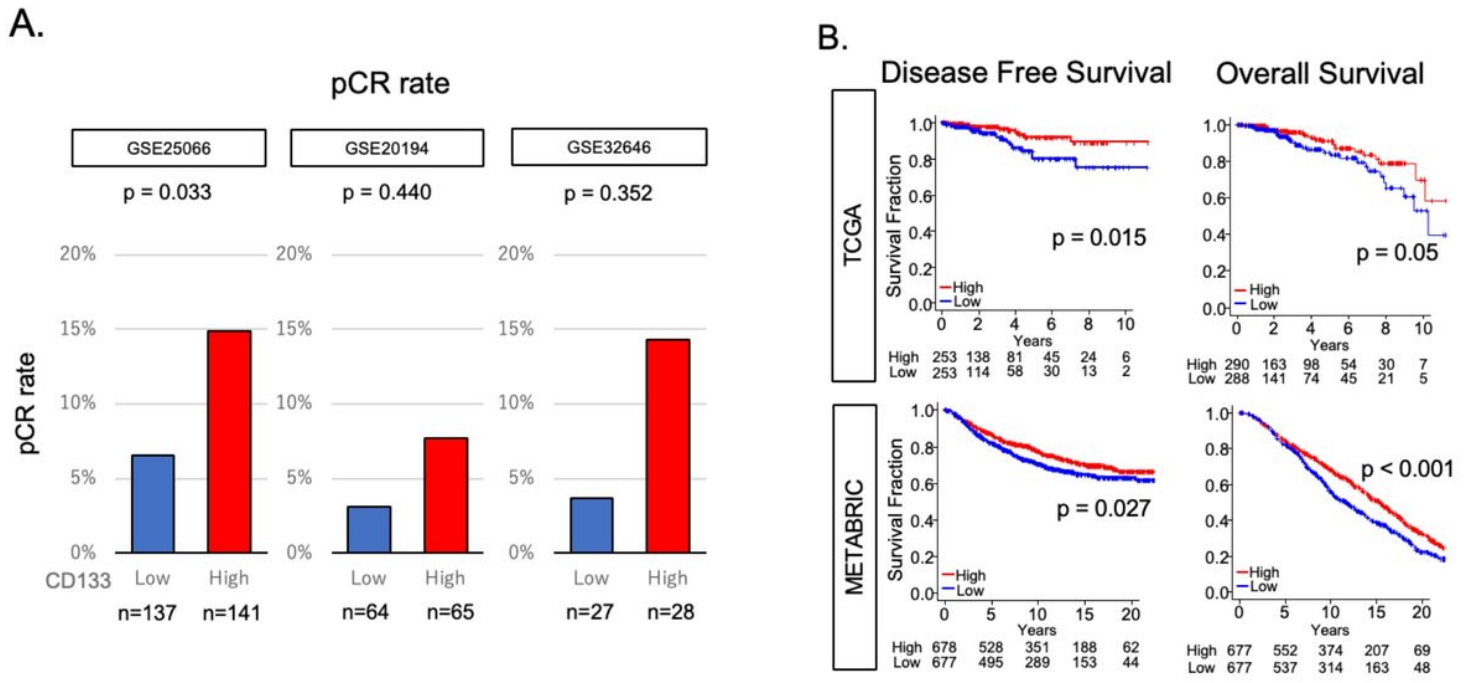 A.
pCR rate
GSE25066 GSE20194 GSE32646
p = 0.033 p = 0.440 p = 0.352
20% 20% 20%
15% 15% 15%
10% 10% 10%
5% 5% 5%
0% 0% 0%
pCR rate
CD133 Low High Low High Low High
n=137 n=141 n=64 n=65 n=27 n=28
B.
Disease Free Survival Overall Survival
TCGA
Survival Fraction
1.0
0.8
0.6
0.4
0.2
0.0
p = 0.015
High
Low
0 2 4 6 8 10
Years
High 253 138 81 45 24 6
Low 253 114 58 30 13 2
1.0
0.8
0.6
0.4
0.2
0.0
p = 0.05
High
Low
0 2 4 6 8 10
Years
High 290 163 98 54 30 7
Low 288 141 74 45 21 5
METABRIC
Survival Fraction
1.0
0.8
0.6
0.4
0.2
0.0
p = 0.027
High
Low
0 5 10 15 20
Years
High 678 528 351 188 62
Low 677 495 289 153 44
1.0
0.8
0.6
0.4
0.2
0.0
p < 0.001
High
Low
0 5 10 15 20
Years
High 677 552 374 207 69
Low 677 537 314 163 48